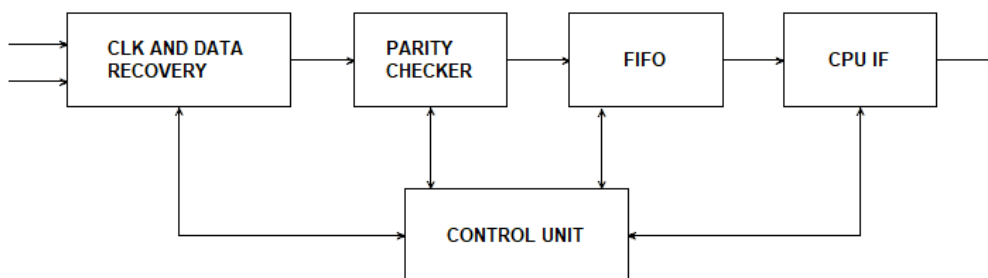 CLK AND DATA
RECOVERY
PARITY
CHECKER
FIFO
CPU IF
CONTROL UNIT